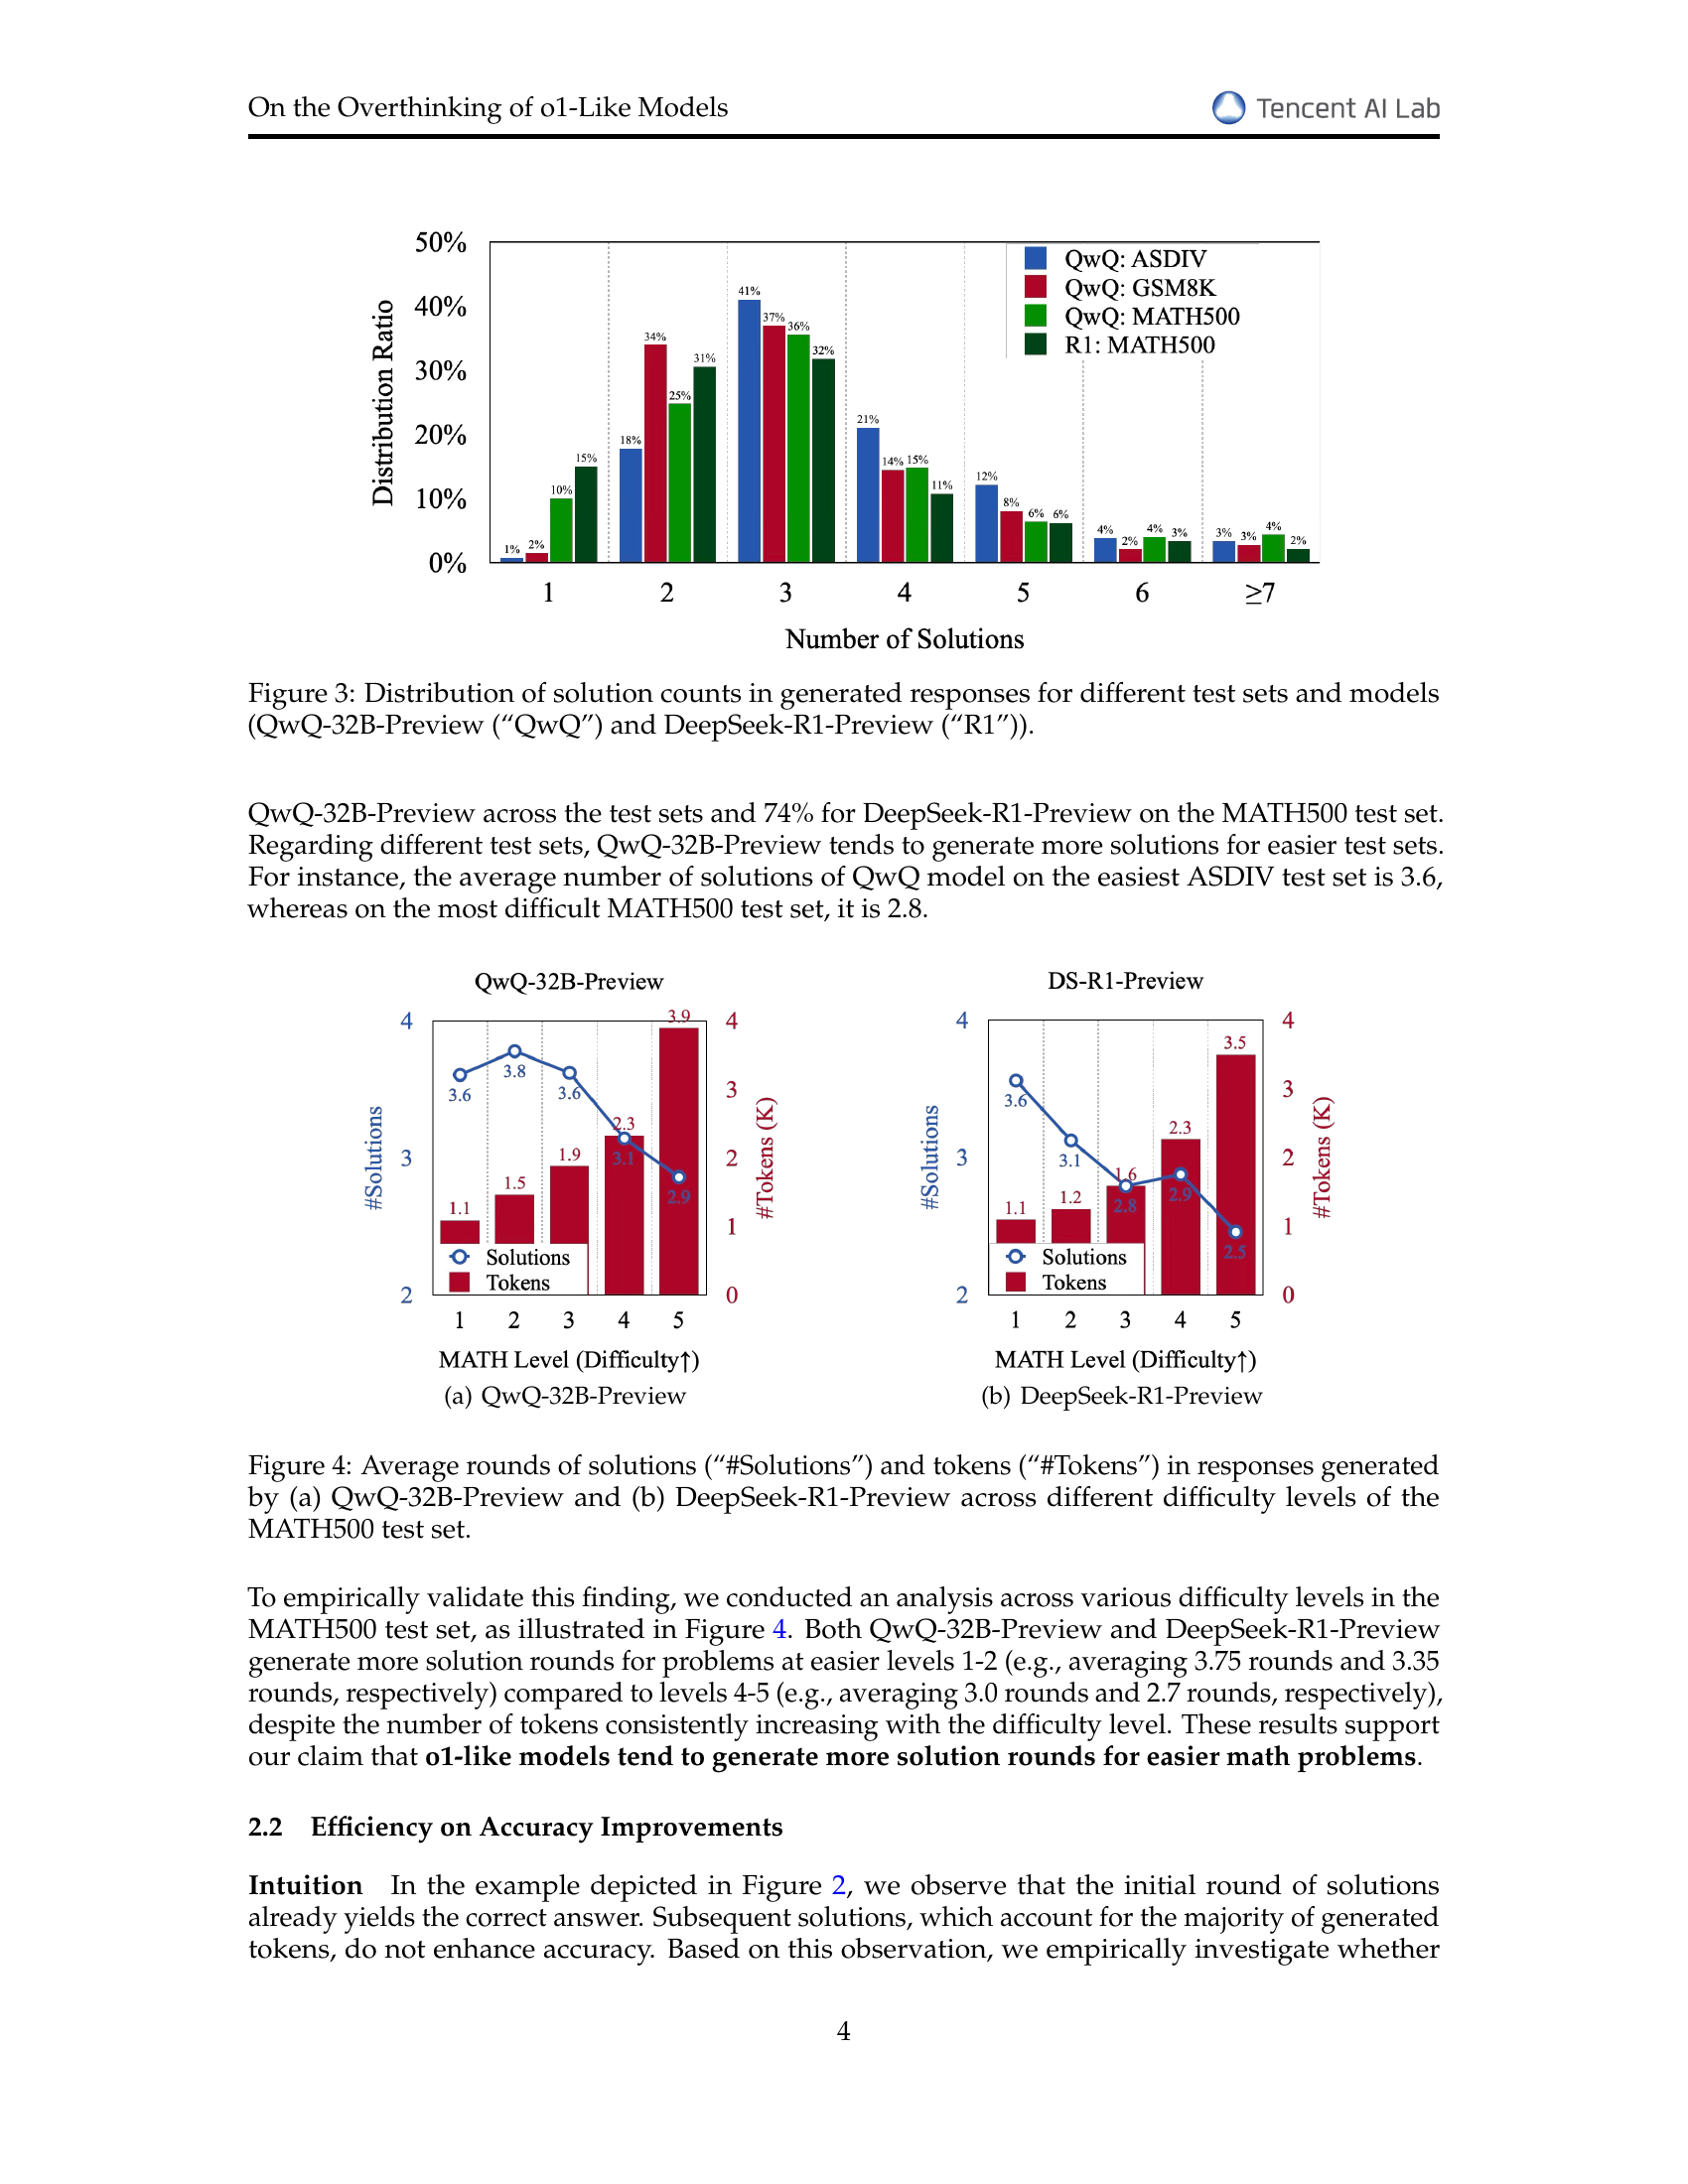 On the Overthinking of o1-Like Models
Tencent AI Lab
50%
40%
30%
20%
10%
0%
Distribution Ratio
QwQ: ASDIV
QwQ: GSM8K
QwQ: MATH500
R1: MATH500
1% 2% 10% 15%
18% 34% 25% 31%
41% 37% 36% 32%
21% 14% 15% 11%
12% 8% 6% 6%
4% 2% 4% 3%
3% 3% 4% 2%
1 2 3 4 5 6 ≥7
Number of Solutions
Figure 3: Distribution of solution counts in generated responses for different test sets and models
(QwQ-32B-Preview (“QwQ”) and DeepSeek-R1-Preview (“R1”)).
QwQ-32B-Preview across the test sets and 74% for DeepSeek-R1-Preview on the MATH500 test set.
Regarding different test sets, QwQ-32B-Preview tends to generate more solutions for easier test sets.
For instance, the average number of solutions of QwQ model on the easiest ASDIV test set is 3.6,
whereas on the most difficult MATH500 test set, it is 2.8.
QwQ-32B-Preview
4
3
2
#Solutions
3.6 3.8 3.6 3.1 2.9
1.1 1.5 1.9 2.3 3.9
Solutions
Tokens
4
3
2
1
0
#Tokens (K)
1 2 3 4 5
MATH Level (Difficulty↑)
(a) QwQ-32B-Preview
DS-R1-Preview
4
3
2
#Solutions
3.6 3.1 2.8 2.9 2.5
1.1 1.2 1.6 2.3 3.5
Solutions
Tokens
4
3
2
1
0
#Tokens (K)
1 2 3 4 5
MATH Level (Difficulty↑)
(b) DeepSeek-R1-Preview
Figure 4: Average rounds of solutions (“#Solutions”) and tokens (“#Tokens”) in responses generated
by (a) QwQ-32B-Preview and (b) DeepSeek-R1-Preview across different difficulty levels of the
MATH500 test set.
To empirically validate this finding, we conducted an analysis across various difficulty levels in the
MATH500 test set, as illustrated in Figure 4. Both QwQ-32B-Preview and DeepSeek-R1-Preview
generate more solution rounds for problems at easier levels 1-2 (e.g., averaging 3.75 rounds and 3.35
rounds, respectively) compared to levels 4-5 (e.g., averaging 3.0 rounds and 2.7 rounds, respectively),
despite the number of tokens consistently increasing with the difficulty level. These results support
our claim that o1-like models tend to generate more solution rounds for easier math problems.
2.2 Efficiency on Accuracy Improvements
Intuition In the example depicted in Figure 2, we observe that the initial round of solutions
already yields the correct answer. Subsequent solutions, which account for the majority of generated
tokens, do not enhance accuracy. Based on this observation, we empirically investigate whether
4